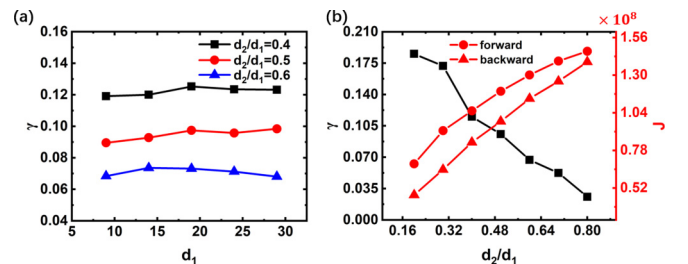 (a)
0.16
0.14
0.12
0.10
0.08
0.06
0.04
γ
d₂/d₁=0.4
d₂/d₁=0.5
d₂/d₁=0.6
5 10 15 20 25 30
d₁
(b)
× 10⁸
0.210
0.175
0.140
0.105
0.070
0.035
0.000
γ
forward
backward
1.56
1.30
1.04
0.78
0.52
J
0.16 0.32 0.48 0.64 0.80
d₂/d₁